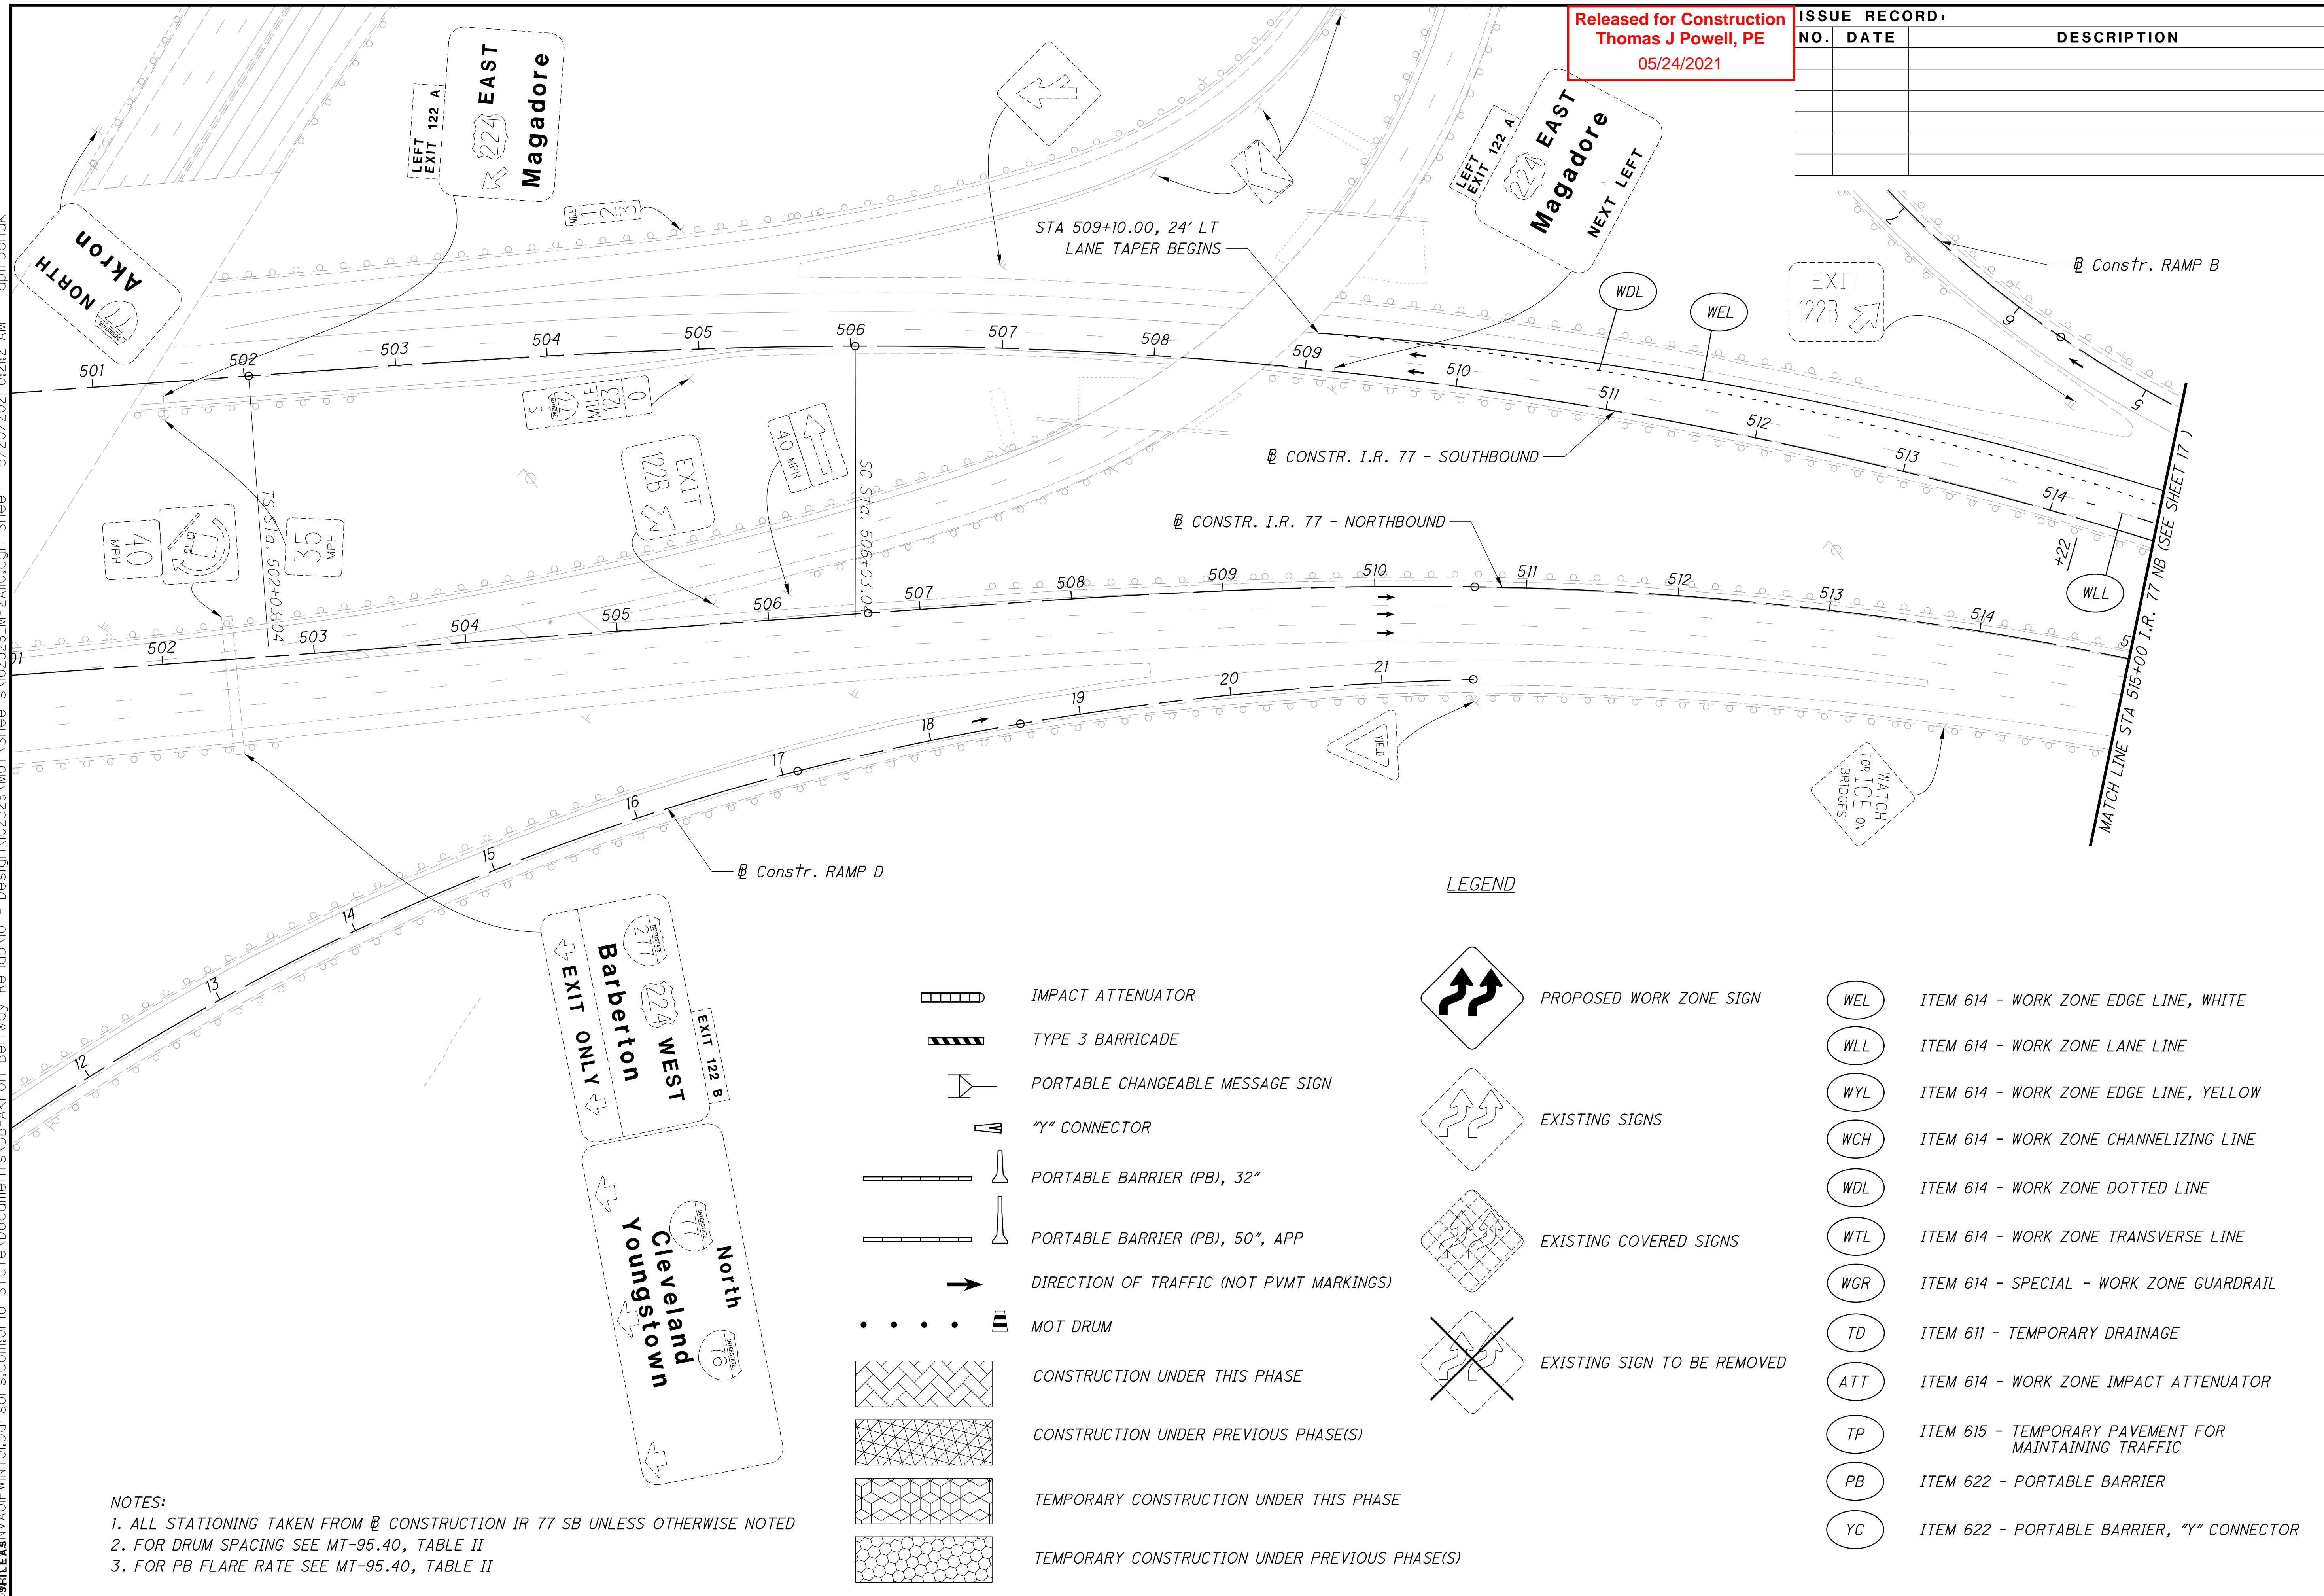 Released for Construction
Thomas J Powell, PE
05/24/2021
ISSUE RECORD:
NO. DATE DESCRIPTION
LEFT
EXIT 122 A
224 EAST
Magadore
NORTH
77
INTERSTATE
Akron
MILE
123
LEFT
EXIT 122 A
224 EAST
Magadore
NEXT LEFT
STA 509+10.00, 24' LT
LANE TAPER BEGINS
WDL
WEL
EXIT
122B
7
6
5
℄ Constr. RAMP B
501
502
503
504
505
506
507
508
509
510
511
512
513
514
S
77
MILE
123
0
EXIT
122B
40 MPH
40
MPH
35
MPH
TS Sta. 502+03.04
SC Sta. 506+03.04
℄ CONSTR. I.R. 77 - SOUTHBOUND
℄ CONSTR. I.R. 77 - NORTHBOUND
+22
WLL
MATCH LINE STA 515+00 I.R. 77 NB (SEE SHEET 17 )
01
502
503
504
505
506
507
508
509
510
511
512
513
514
5
12
13
14
15
16
17
18
19
20
21
YIELD
WATCH
FOR ICE ON
BRIDGES
℄ Constr. RAMP D
EXIT 122 B
INTERSTATE
277 224 WEST
Barberton
EXIT ONLY
North
INTERSTATE
77
INTERSTATE
76
Cleveland
Youngstown
LEGEND
IMPACT ATTENUATOR
TYPE 3 BARRICADE
PORTABLE CHANGEABLE MESSAGE SIGN
"Y" CONNECTOR
PORTABLE BARRIER (PB), 32"
PORTABLE BARRIER (PB), 50", APP
DIRECTION OF TRAFFIC (NOT PVMT MARKINGS)
MOT DRUM
CONSTRUCTION UNDER THIS PHASE
CONSTRUCTION UNDER PREVIOUS PHASE(S)
TEMPORARY CONSTRUCTION UNDER THIS PHASE
TEMPORARY CONSTRUCTION UNDER PREVIOUS PHASE(S)
PROPOSED WORK ZONE SIGN
EXISTING SIGNS
EXISTING COVERED SIGNS
EXISTING SIGN TO BE REMOVED
WEL ITEM 614 - WORK ZONE EDGE LINE, WHITE
WLL ITEM 614 - WORK ZONE LANE LINE
WYL ITEM 614 - WORK ZONE EDGE LINE, YELLOW
WCH ITEM 614 - WORK ZONE CHANNELIZING LINE
WDL ITEM 614 - WORK ZONE DOTTED LINE
WTL ITEM 614 - WORK ZONE TRANSVERSE LINE
WGR ITEM 614 - SPECIAL - WORK ZONE GUARDRAIL
TD ITEM 611 - TEMPORARY DRAINAGE
ATT ITEM 614 - WORK ZONE IMPACT ATTENUATOR
TP ITEM 615 - TEMPORARY PAVEMENT FOR
MAINTAINING TRAFFIC
PB ITEM 622 - PORTABLE BARRIER
YC ITEM 622 - PORTABLE BARRIER, "Y" CONNECTOR
NOTES:
1. ALL STATIONING TAKEN FROM ℄ CONSTRUCTION IR 77 SB UNLESS OTHERWISE NOTED
2. FOR DRUM SPACING SEE MT-95.40, TABLE II
3. FOR PB FLARE RATE SEE MT-95.40, TABLE II